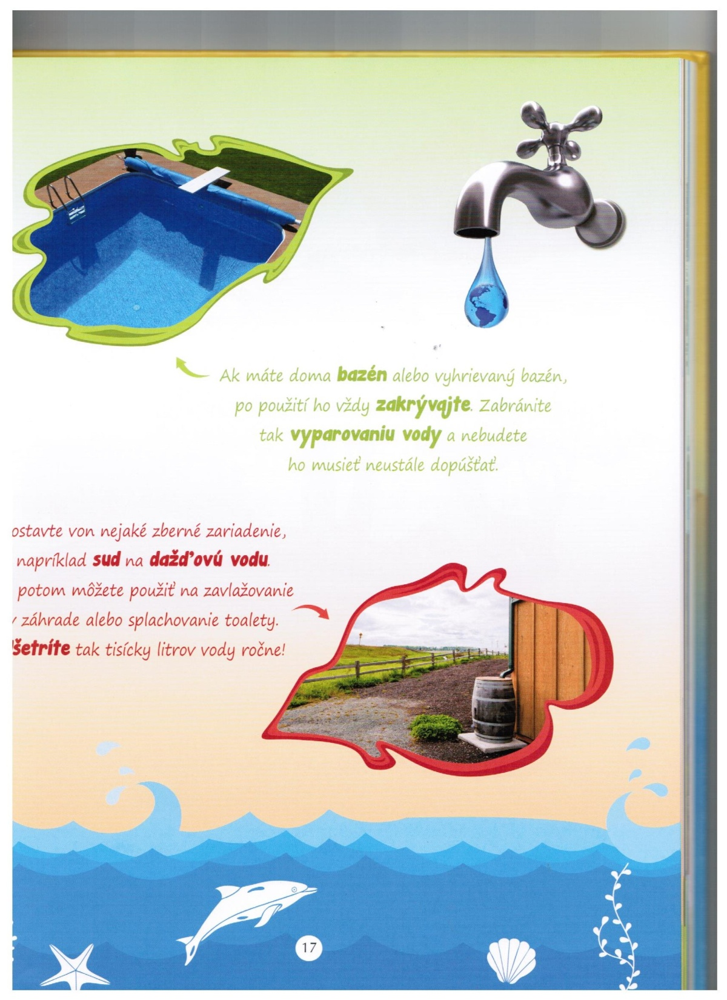 Ak máte doma bazén alebo vyhrievaný bazén,
po použití ho vždy zakrývajte. Zabránite
tak vyparovaniu vody a nebudete
ho musieť neustále dopúšťať.
ostavte von nejaké zberné zariadenie,
napríklad sud na dažďovú vodu.
potom môžete použiť na zavlažovanie
záhrade alebo splachovanie toalety.
šetríte tak tisícky litrov vody ročne!
17